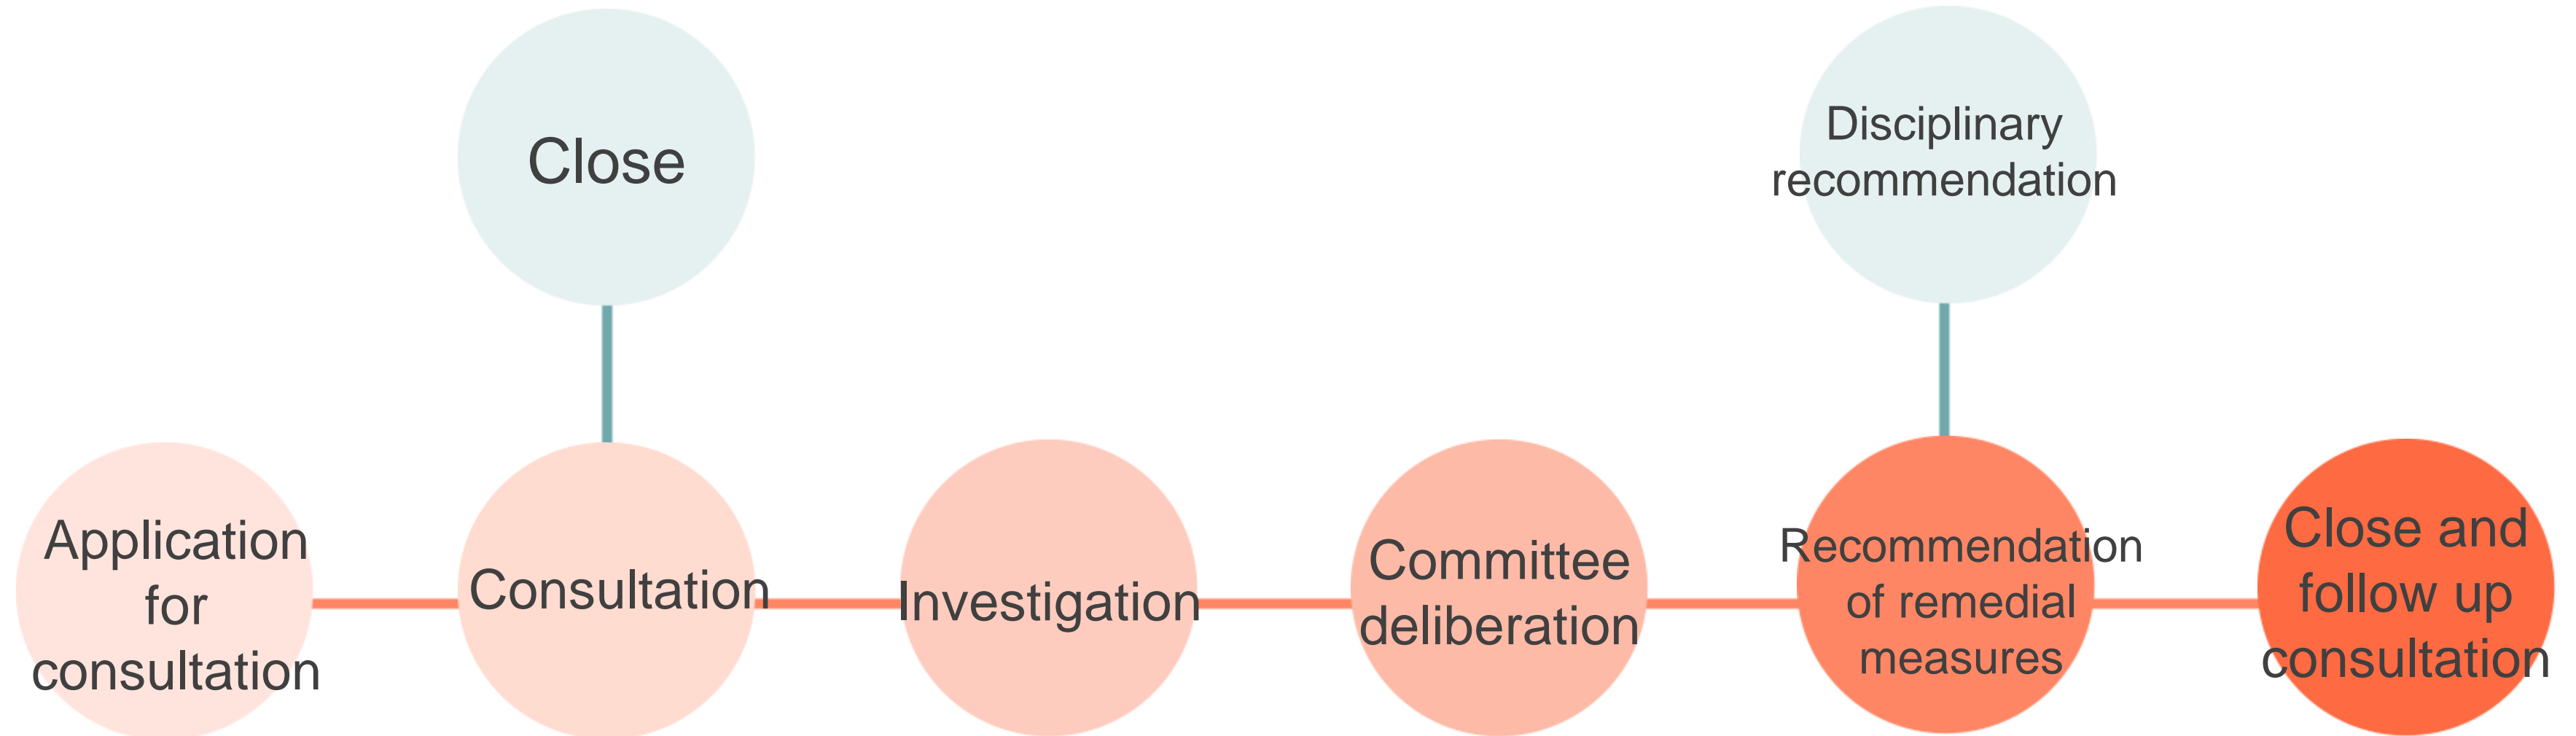 Close
Disciplinary
recommendation
Application
for
consultation
Consultation
Investigation
Committee
deliberation
Recommendation
of remedial
measures
Close and
follow up
consultation